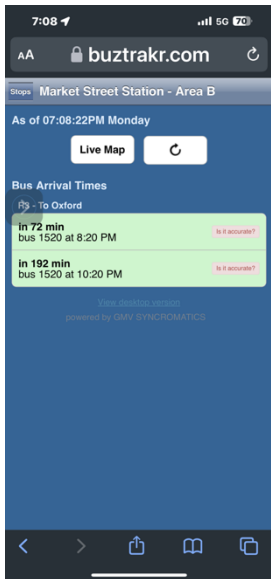 7:08
5G 70
AA buztrakr.com
Stops Market Street Station - Area B
As of 07:08:22PM Monday
Live Map
Bus Arrival Times
R3 - To Oxford
in 72 min
bus 1520 at 8:20 PM
Is it accurate?
in 192 min
bus 1520 at 10:20 PM
Is it accurate?
View desktop version
powered by GMV SYNCROMATICS